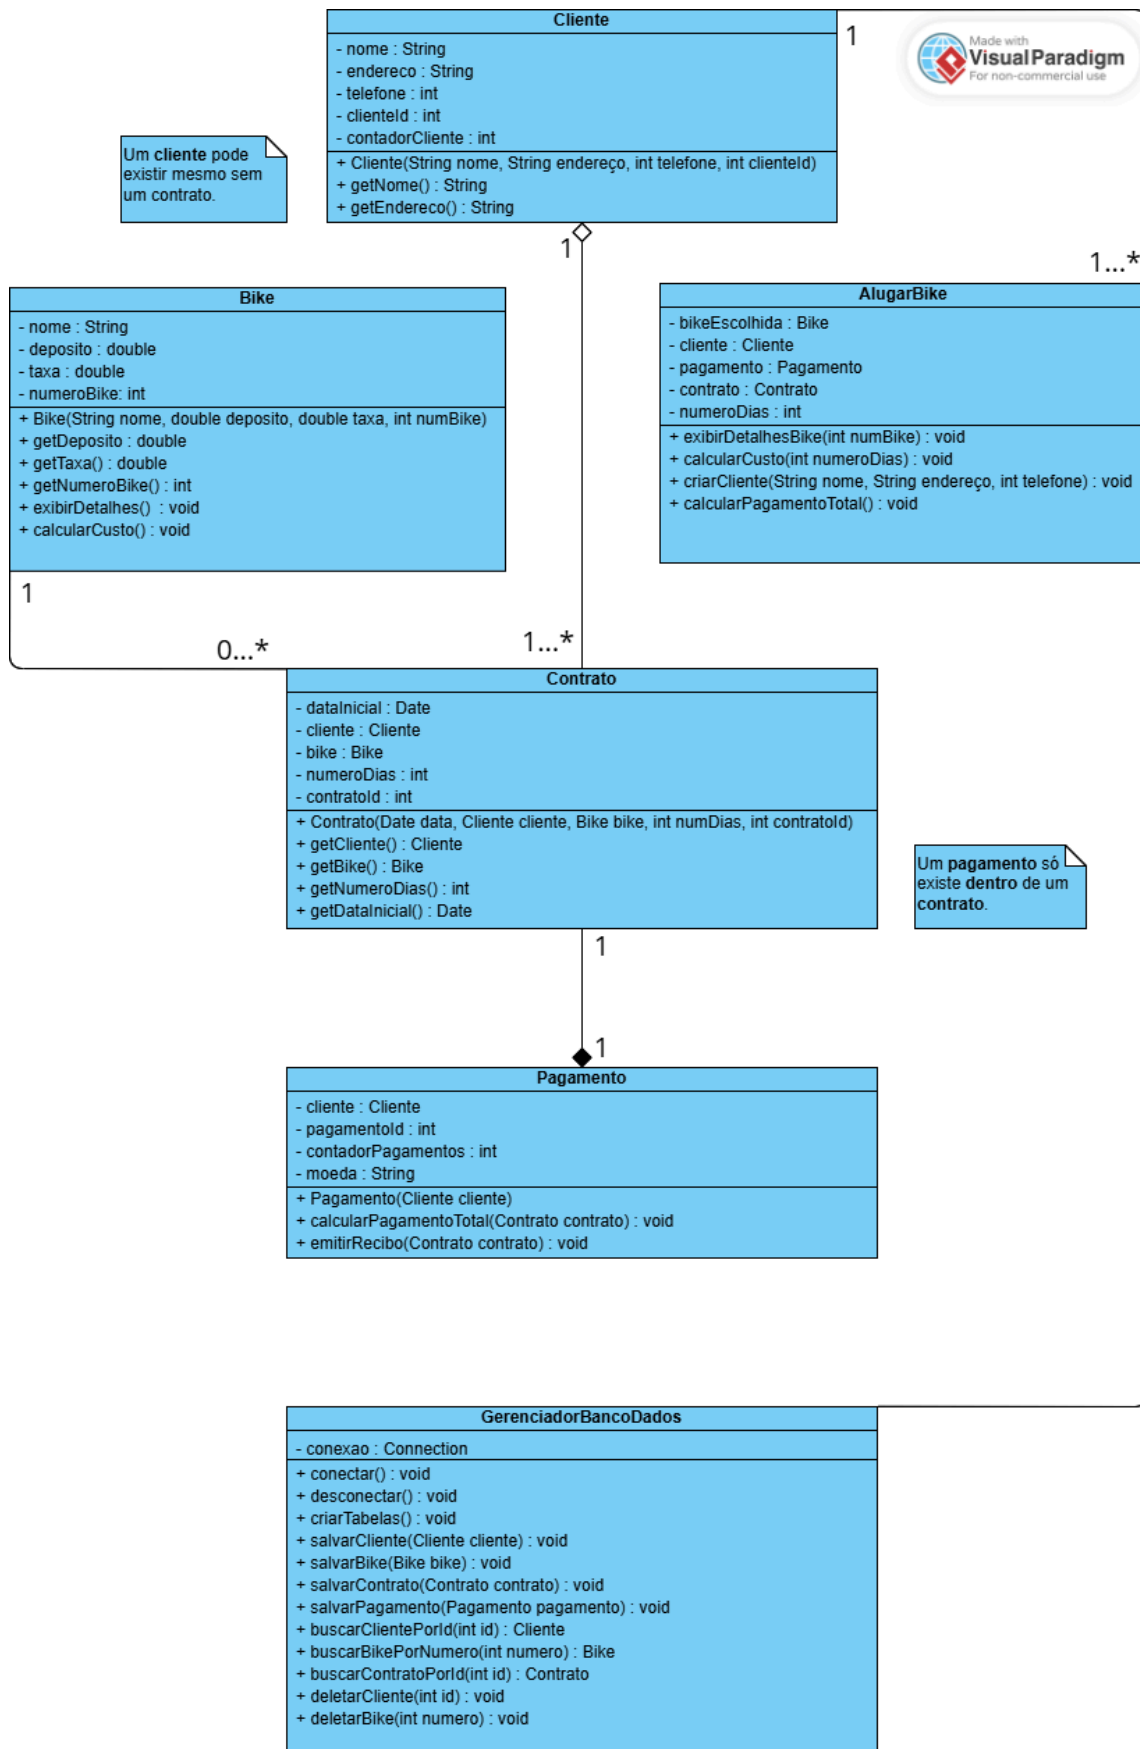 Cliente
- nome : String
- endereco : String
- telefone : int
- clienteId : int
- contadorCliente : int
+ Cliente(String nome, String endereço, int telefone, int clienteId)
+ getNome() : String
+ getEndereco() : String
1
Made with
Visual Paradigm
For non-commercial use
Um cliente pode
existir mesmo sem
um contrato.
1
1...*
Bike
- nome : String
- deposito : double
- taxa : double
- numeroBike: int
+ Bike(String nome, double deposito, double taxa, int numBike)
+ getDeposito : double
+ getTaxa() : double
+ getNumeroBike() : int
+ exibirDetalhes() : void
+ calcularCusto() : void
AlugarBike
- bikeEscolhida : Bike
- cliente : Cliente
- pagamento : Pagamento
- contrato : Contrato
- numeroDias : int
+ exibirDetalhesBike(int numBike) : void
+ calcularCusto(int numeroDias) : void
+ criarCliente(String nome, String endereço, int telefone) : void
+ calcularPagamentoTotal() : void
1
0...*
1...*
Contrato
- dataInicial : Date
- cliente : Cliente
- bike : Bike
- numeroDias : int
- contratoId : int
+ Contrato(Date data, Cliente cliente, Bike bike, int numDias, int contratoId)
+ getCliente() : Cliente
+ getBike() : Bike
+ getNumeroDias() : int
+ getDataInicial() : Date
Um pagamento só
existe dentro de um
contrato.
1
1
Pagamento
- cliente : Cliente
- pagamentoId : int
- contadorPagamentos : int
- moeda : String
+ Pagamento(Cliente cliente)
+ calcularPagamentoTotal(Contrato contrato) : void
+ emitirRecibo(Contrato contrato) : void
GerenciadorBancoDados
- conexao : Connection
+ conectar() : void
+ desconectar() : void
+ criarTabelas() : void
+ salvarCliente(Cliente cliente) : void
+ salvarBike(Bike bike) : void
+ salvarContrato(Contrato contrato) : void
+ salvarPagamento(Pagamento pagamento) : void
+ buscarClientePorId(int id) : Cliente
+ buscarBikePorNumero(int numero) : Bike
+ buscarContratoPorId(int id) : Contrato
+ deletarCliente(int id) : void
+ deletarBike(int numero) : void